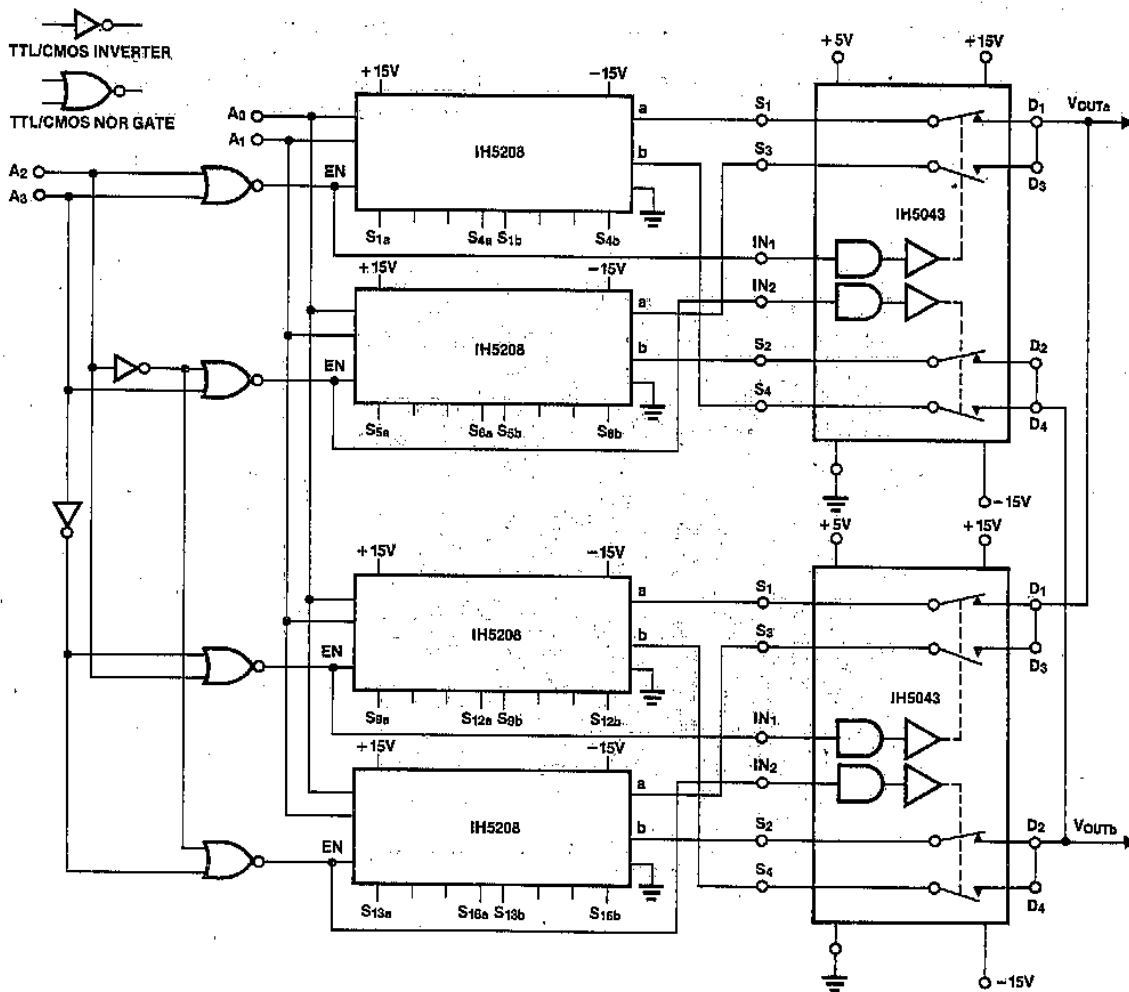 TTL/CMOS INVERTER
TTL/CMOS NOR GATE
A0
A1
A2
A3
+15V
-15V
IH5208
EN
a
b
S1a
S4a
S1b
S4b
+15V
-15V
IH5208
EN
a
b
S5a
S8a
S5b
S8b
+15V
-15V
IH5208
EN
a
b
S9a
S12a
S9b
S12b
+15V
-15V
IH5208
EN
a
b
S13a
S16a
S13b
S16b
+5V
+15V
S1
S3
IN1
IN2
S2
S4
IH5043
D1
D3
D2
D4
-15V
VOUTa
+5V
+15V
S1
S3
IN1
IN2
S2
S4
IH5043
D1
D3
D2
D4
-15V
VOUTb